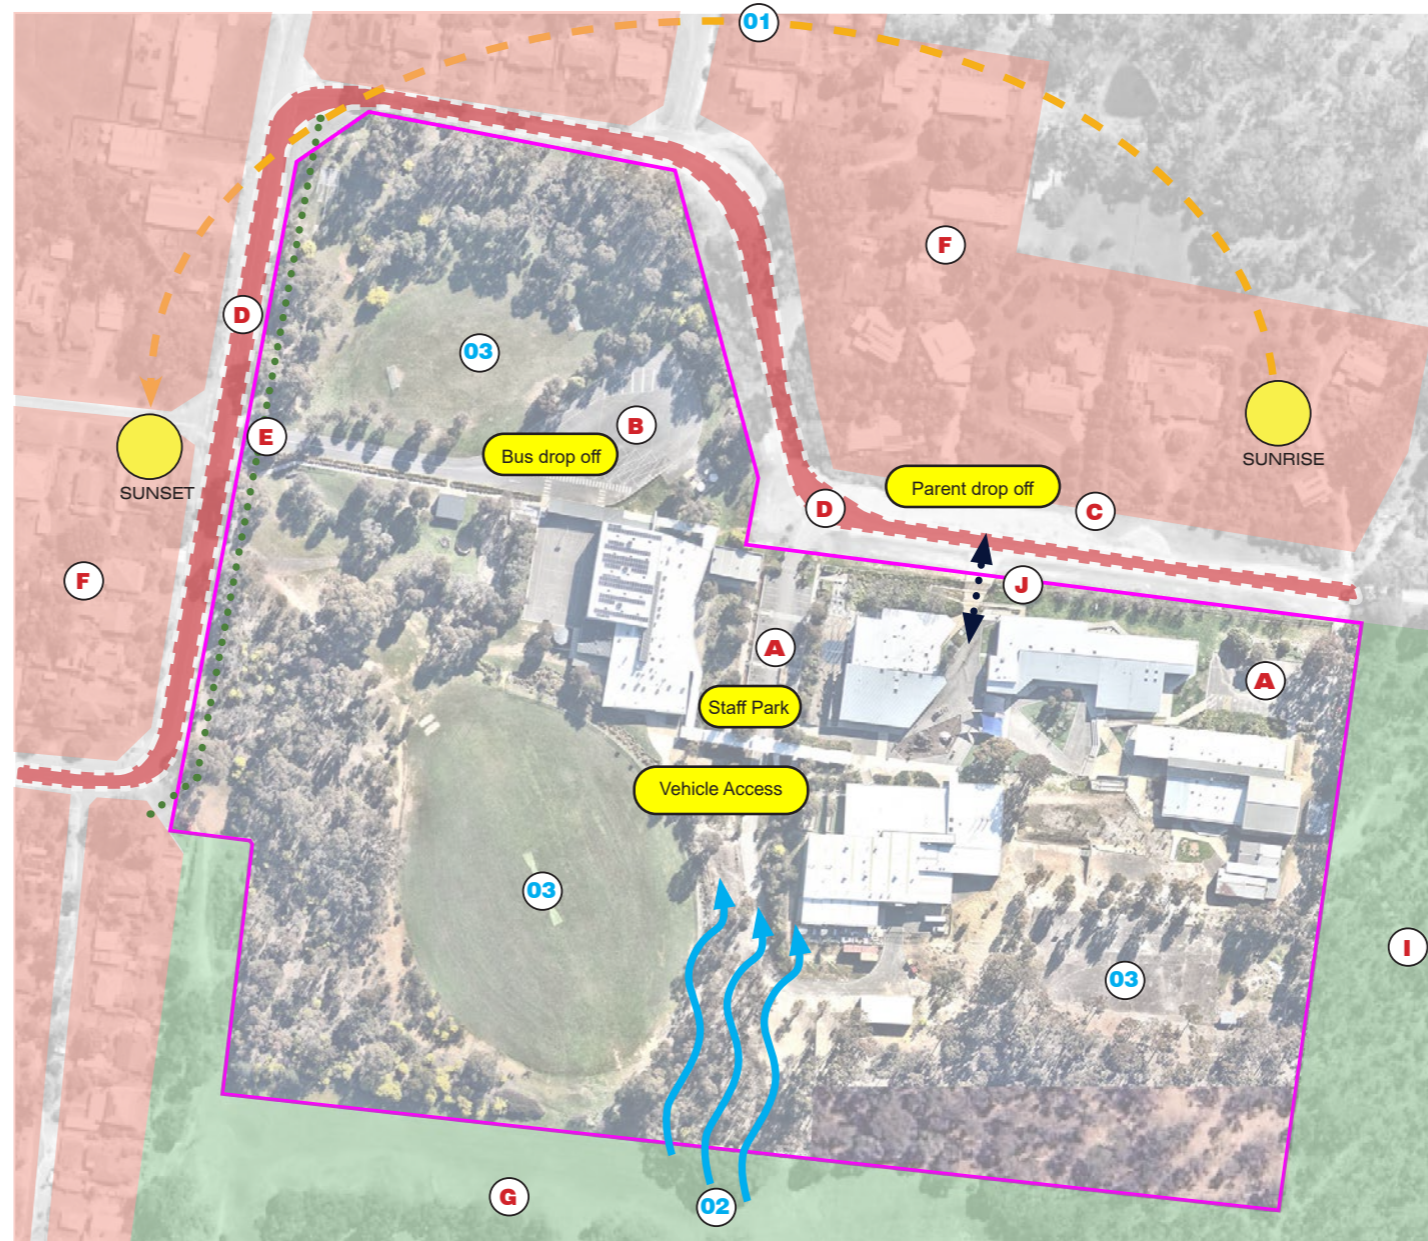 01
F
D
03
B
E
Bus drop off
SUNSET
SUNRISE
Parent drop off
D
C
F
J
A
A
Staff Park
Vehicle Access
03
I
03
G
02